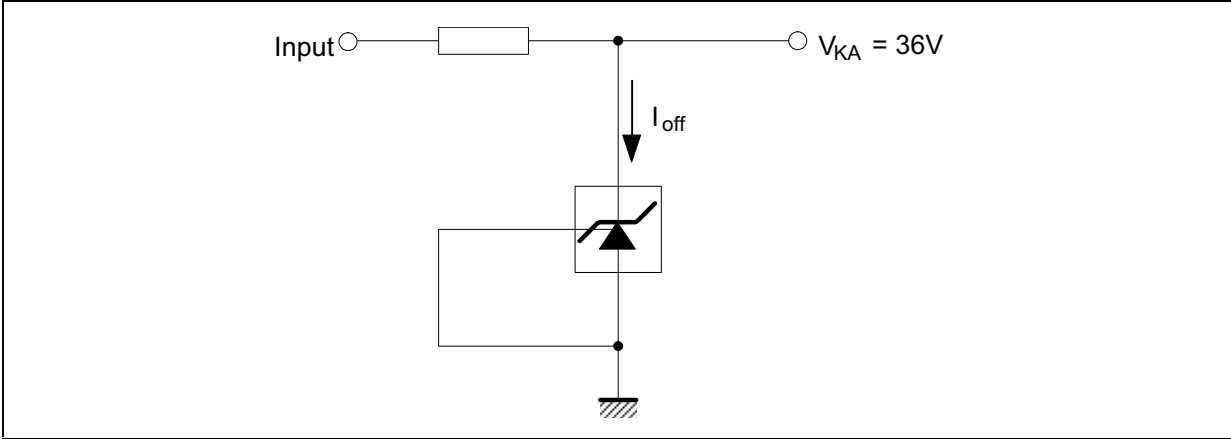 Input
V_KA = 36V
I_off